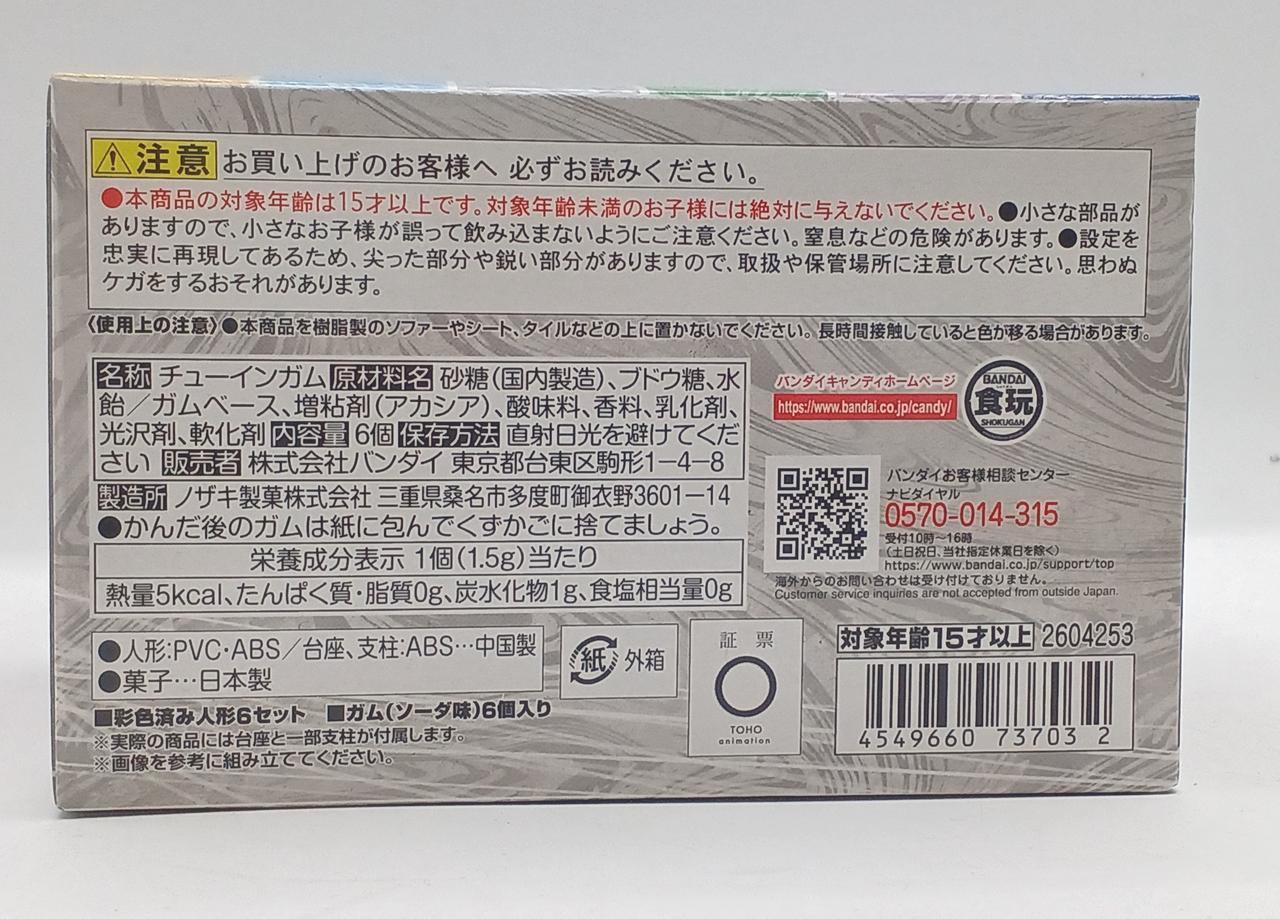 注意 お買い上げのお客様へ 必ずお読みください。
●本商品の対象年齢は15才以上です。対象年齢未満のお子様には絶対に与えないでください。●小さな部品が
ありますので、小さなお子様が誤って飲み込まないようにご注意ください。窒息などの危険があります。●設定を
忠実に再現してあるため、尖った部分や鋭い部分がありますので、取扱や保管場所に注意してください。思わぬ
ケガをするおそれがあります。
〈使用上の注意〉●本商品を樹脂製のソファーやシート、タイルなどの上に置かないでください。長時間接触していると色が移る場合があります。
名称 チューインガム 原材料名 砂糖(国内製造)、ブドウ糖、水
飴／ガムベース、増粘剤(アカシア)、酸味料、香料、乳化剤、
光沢剤、軟化剤 内容量 6個 保存方法 直射日光を避けてくだ
さい 販売者 株式会社バンダイ 東京都台東区駒形1-4-8
製造所 ノザキ製菓株式会社 三重県桑名市多度町御衣野3601-14
●かんだ後のガムは紙に包んでくずかごに捨てましょう。
栄養成分表示 1個(1.5g)当たり
熱量5kcal、たんぱく質・脂質0g、炭水化物1g、食塩相当量0g
●人形:PVC・ABS／台座、支柱:ABS…中国製
●菓子…日本製
紙 外箱
■彩色済み人形6セット ■ガム(ソーダ味)6個入り
※実際の商品には台座と一部支柱が付属します。
※画像を参考に組み立ててください。
バンダイキャンディホームページ
https://www.bandai.co.jp/candy/
BANDAI
食玩
SHOKUGAN
バンダイお客様相談センター
ナビダイヤル
0570-014-315
受付10時〜16時
(土日祝日、当社指定休業日を除く)
https://www.bandai.co.jp/support/top
海外からのお問い合わせは受け付けておりません。
Customer service inquiries are not accepted from outside Japan.
証票
TOHO
animation
対象年齢15才以上 2604253
4549660 73703 2